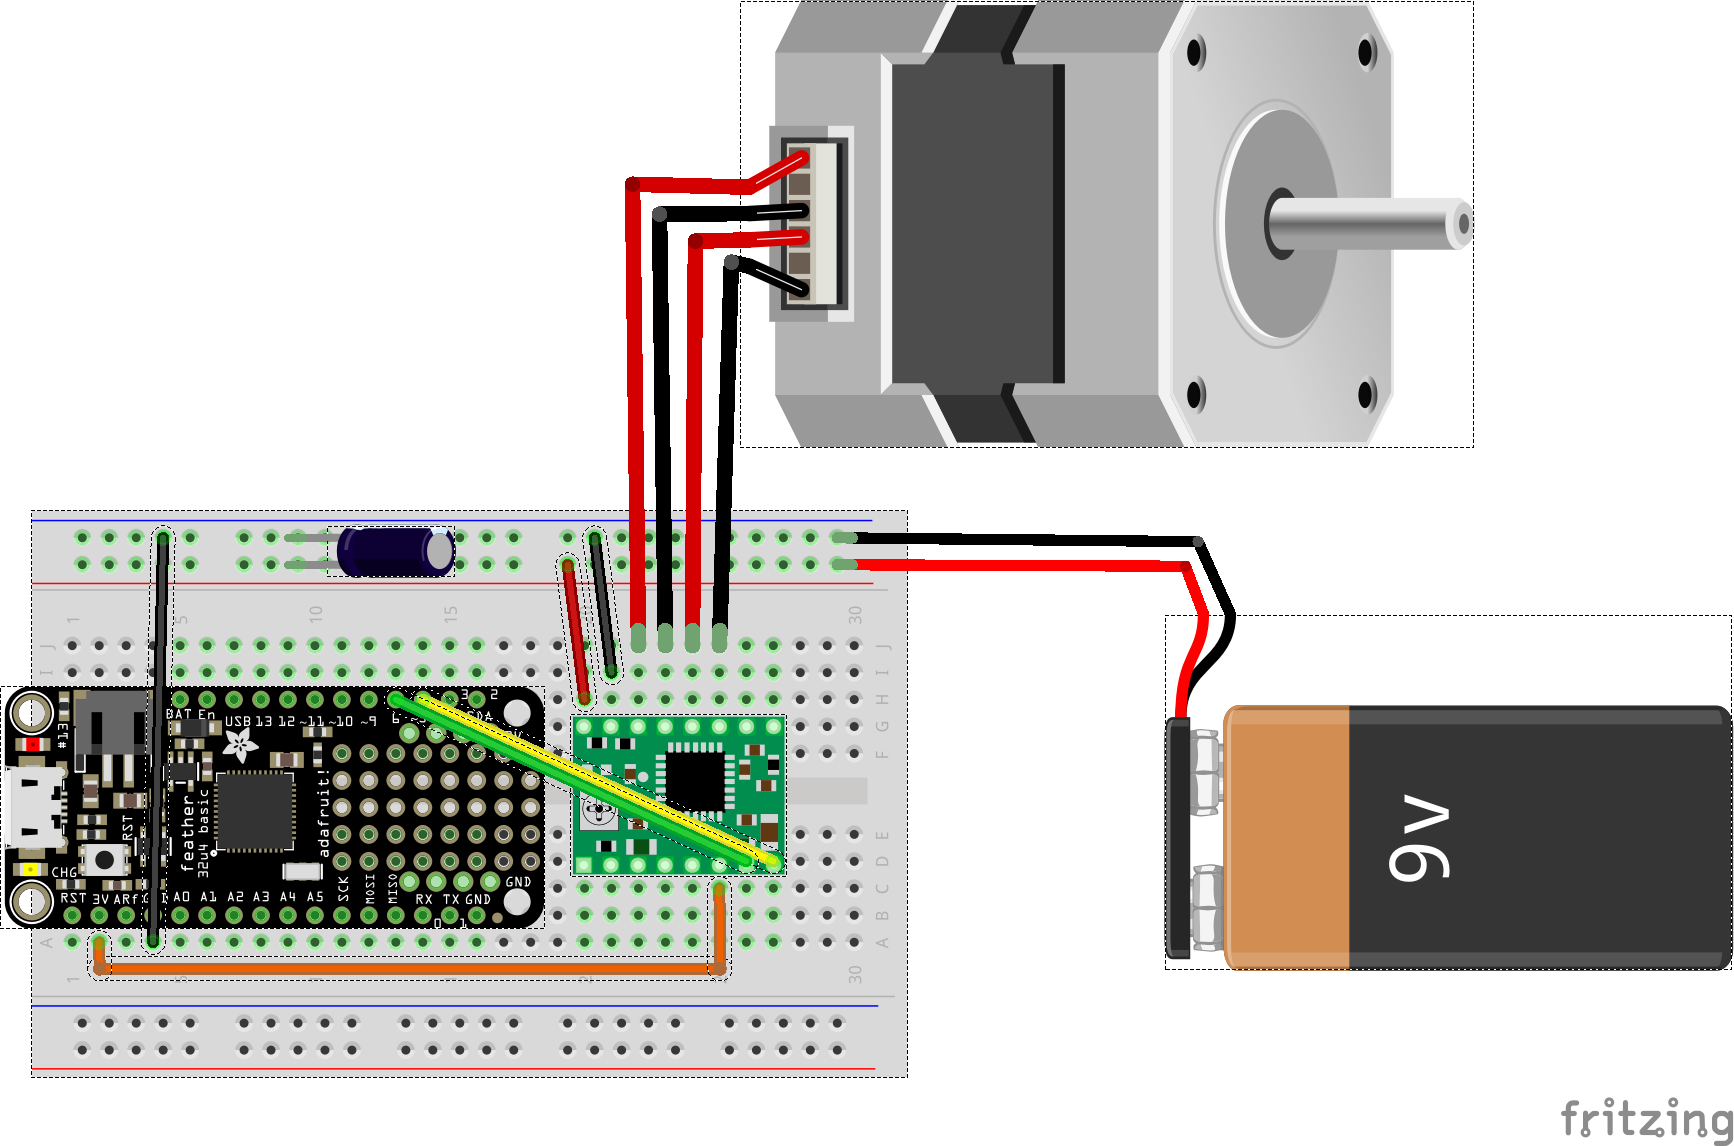 1
5
10
15
30
J
J
I
I
H
G
F
3
2
BAT
En
USB
13
12
~11
~10
~9
6
#13
RST
feather
32u4 basic
adafruit!
CHG
SCK
MOSI
MISO
GND
RST
3V
ARf
A0
A1
A2
A3
A4
A5
RX
TX
GND
0
1
E
D
C
B
A
A
1
30
9v
fritzing